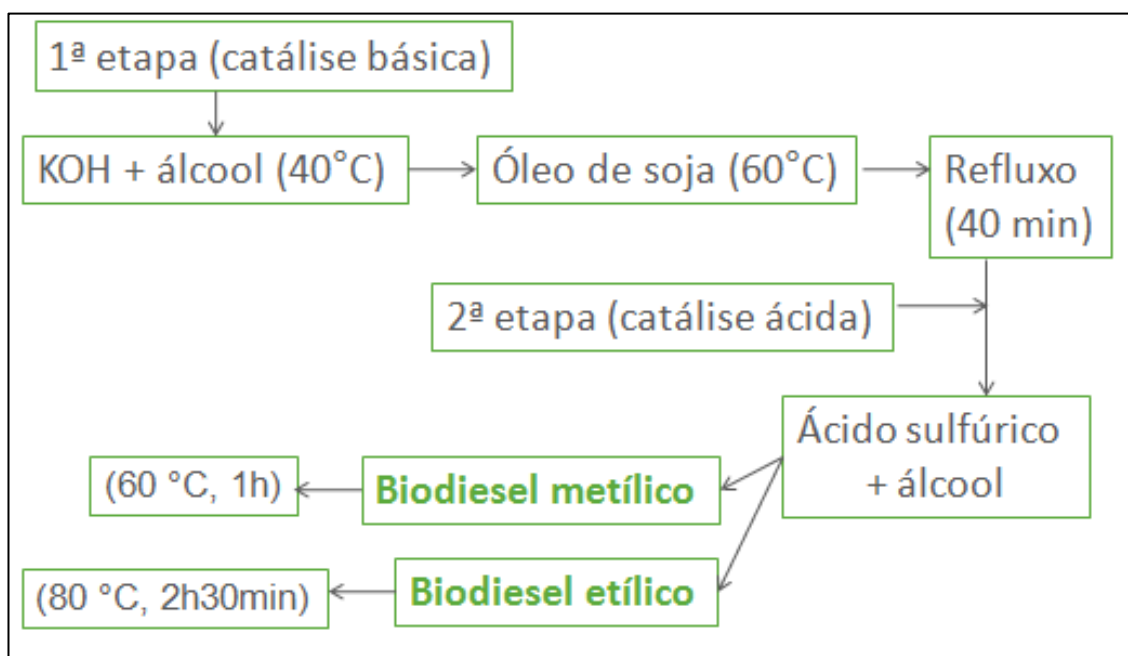 1ª etapa (catálise básica)
KOH + álcool (40°C)
Óleo de soja (60°C)
Refluxo
(40 min)
2ª etapa (catálise ácida)
Ácido sulfúrico
+ álcool
Biodiesel metílico
(60 °C, 1h)
Biodiesel etílico
(80 °C, 2h30min)